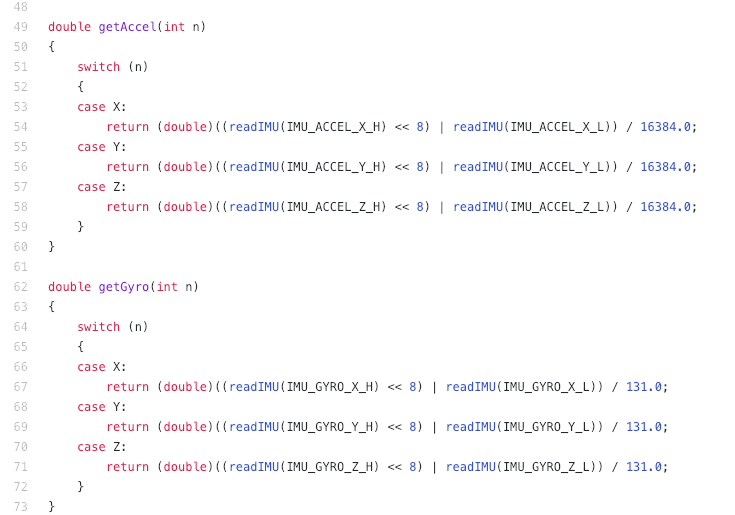 48
49 double getAccel(int n)
50 {
51     switch (n)
52     {
53     case X:
54         return (double)((readIMU(IMU_ACCEL_X_H) << 8) | readIMU(IMU_ACCEL_X_L)) / 16384.0;
55     case Y:
56         return (double)((readIMU(IMU_ACCEL_Y_H) << 8) | readIMU(IMU_ACCEL_Y_L)) / 16384.0;
57     case Z:
58         return (double)((readIMU(IMU_ACCEL_Z_H) << 8) | readIMU(IMU_ACCEL_Z_L)) / 16384.0;
59     }
60 }
61
62 double getGyro(int n)
63 {
64     switch (n)
65     {
66     case X:
67         return (double)((readIMU(IMU_GYRO_X_H) << 8) | readIMU(IMU_GYRO_X_L)) / 131.0;
68     case Y:
69         return (double)((readIMU(IMU_GYRO_Y_H) << 8) | readIMU(IMU_GYRO_Y_L)) / 131.0;
70     case Z:
71         return (double)((readIMU(IMU_GYRO_Z_H) << 8) | readIMU(IMU_GYRO_Z_L)) / 131.0;
72     }
73 }